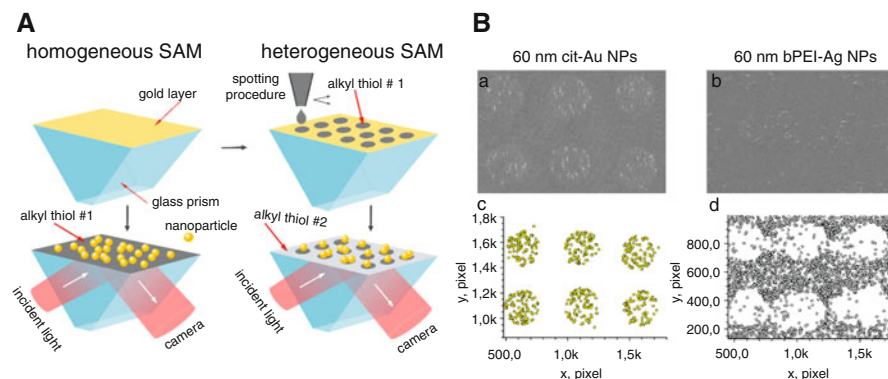 A
homogeneous SAM
heterogeneous SAM
gold layer
spotting
procedure
alkyl thiol # 1
glass prism
alkyl thiol #1
nanoparticle
alkyl thiol #2
incident light
camera
incident light
camera
B
60 nm cit-Au NPs
60 nm bPEI-Ag NPs
a
b
c
1,8k
1,6k
1,4k
1,2k
1,0k
y, pixel
500,0
1,0k
1,5k
x, pixel
d
800,0
600,0
400,0
200,0
y, pixel
500,0
1,0k
1,5k
x, pixel